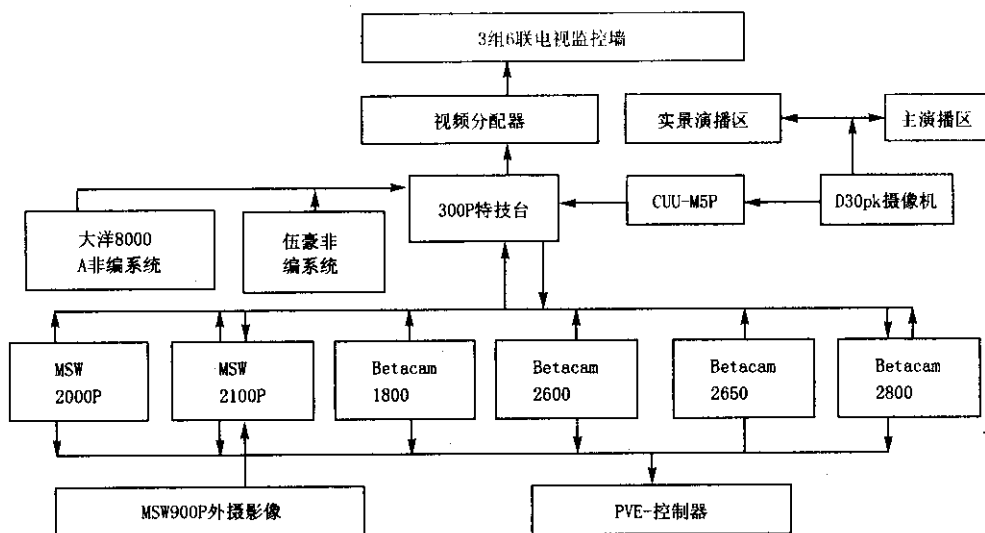 3组6联电视监控墙
视频分配器
实景演播区
主演播区
300P特技台
CUU-M5P
D30pk摄像机
大洋8000
A非编系统
伍豪非
编系统
MSW
2000P
MSW
2100P
Betacam
1800
Betacam
2600
Betacam
2650
Betacam
2800
MSW900P外摄影像
PVE-控制器